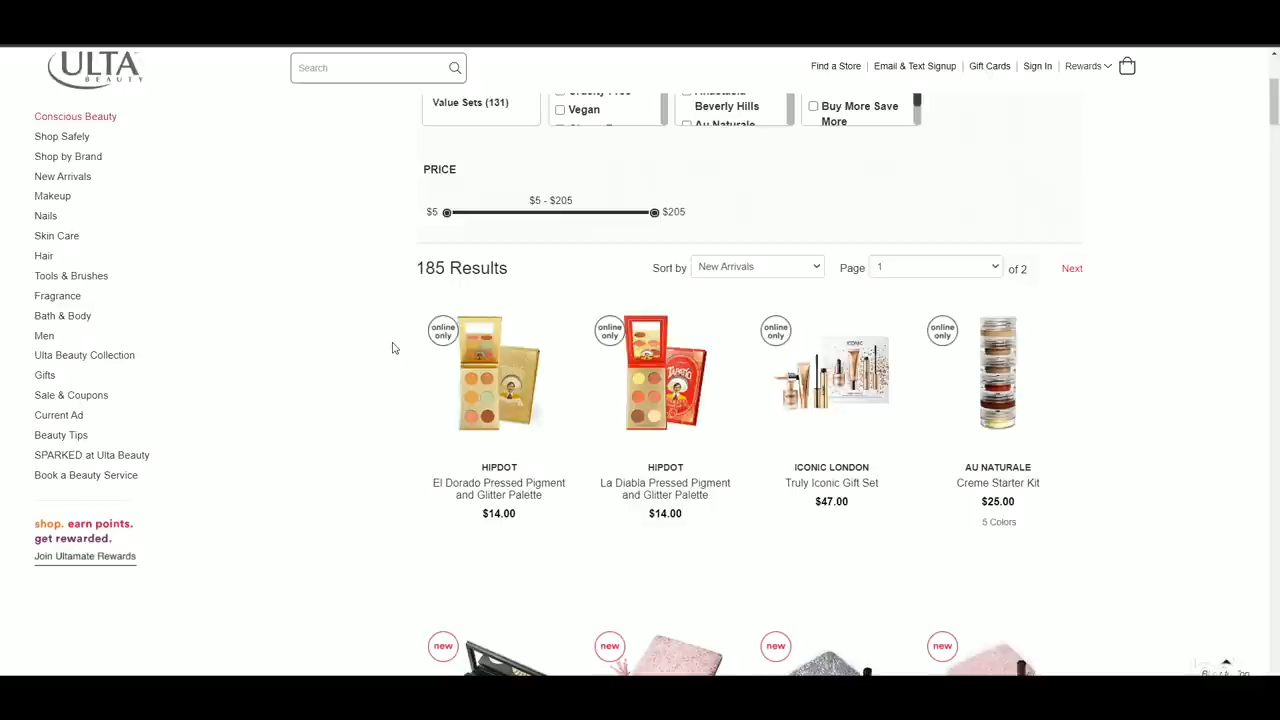 ULTA
BEAUTY
Search
Find a Store
Email & Text Signup
Gift Cards
Sign In
Rewards
Conscious Beauty
Shop Safely
Shop by Brand
New Arrivals
Makeup
Nails
Skin Care
Hair
Tools & Brushes
Fragrance
Bath & Body
Men
Ulta Beauty Collection
Gifts
Sale & Coupons
Current Ad
Beauty Tips
SPARKED at Ulta Beauty
Book a Beauty Service
shop. earn points.
get rewarded.
Join Ultamate Rewards
Value Sets (131)
Cruelty Free
Vegan
Anastasia
Beverly Hills
Au Naturale
Buy More Save
More
PRICE
$5 - $205
$5
$205
185 Results
Sort by
New Arrivals
Page
1
of 2
Next
online
only
online
only
online
only
online
only
TAPATIO
ICONIC
HIPDOT
El Dorado Pressed Pigment
and Glitter Palette
$14.00
HIPDOT
La Diabla Pressed Pigment
and Glitter Palette
$14.00
ICONIC LONDON
Truly Iconic Gift Set
$47.00
AU NATURALE
Creme Starter Kit
$25.00
5 Colors
new
new
new
new